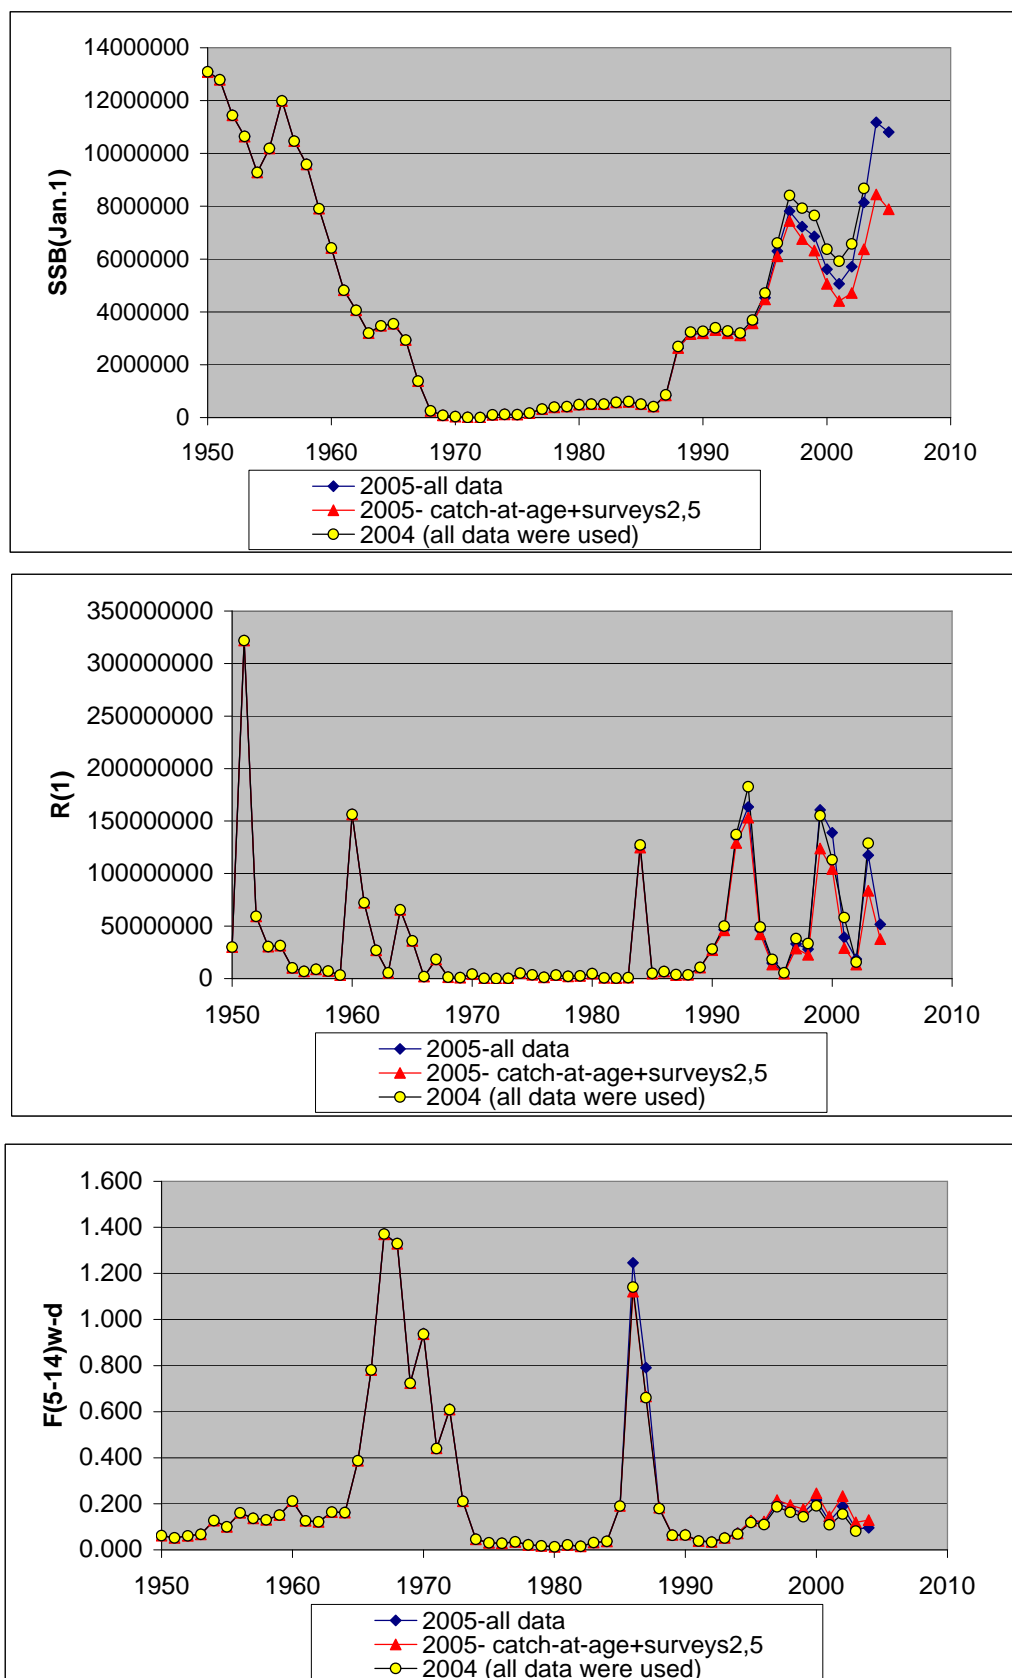 14000000
12000000
10000000
8000000
6000000
4000000
2000000
0
SSB(Jan.1)
1950 1960 1970 1980 1990 2000 2010
2005-all data
2005- catch-at-age+surveys2,5
2004 (all data were used)
350000000
300000000
250000000
200000000
150000000
100000000
50000000
0
R(1)
1950 1960 1970 1980 1990 2000 2010
2005-all data
2005- catch-at-age+surveys2,5
2004 (all data were used)
1.600
1.400
1.200
1.000
0.800
0.600
0.400
0.200
0.000
F(5-14)w-d
1950 1960 1970 1980 1990 2000 2010
2005-all data
2005- catch-at-age+surveys2,5
2004 (all data were used)